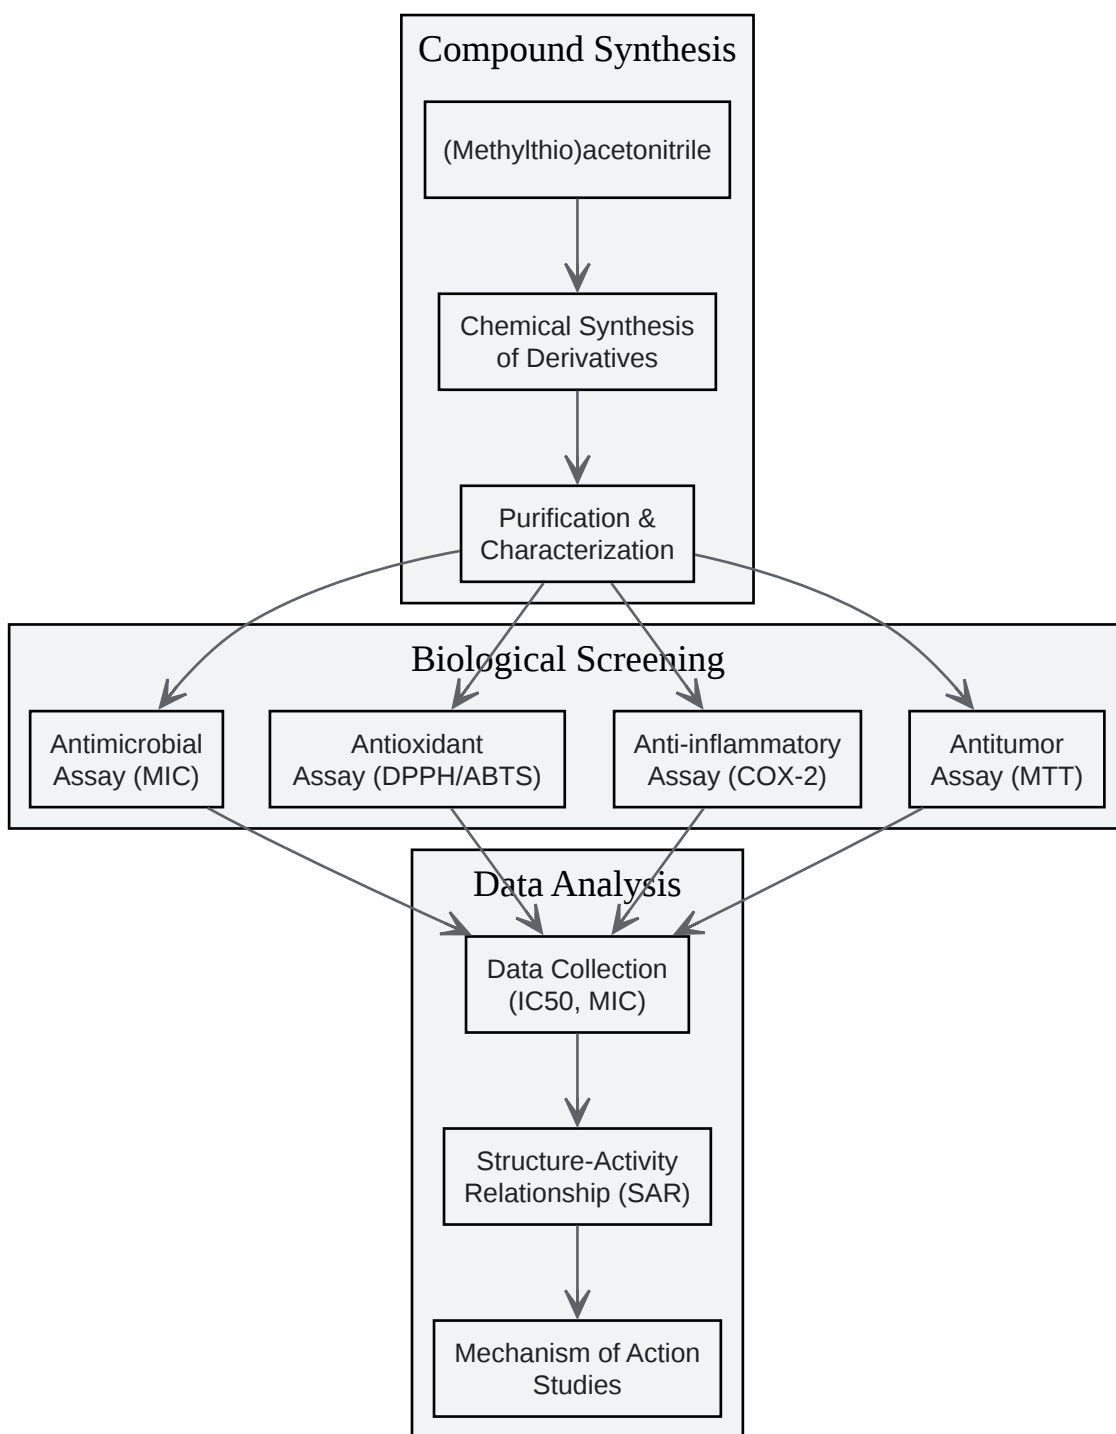 Compound Synthesis
(Methylthio)acetonitrile
Chemical Synthesis
of Derivatives
Purification &
Characterization
Biological Screening
Antimicrobial
Assay (MIC)
Antioxidant
Assay (DPPH/ABTS)
Anti-inflammatory
Assay (COX-2)
Antitumor
Assay (MTT)
Data Analysis
Data Collection
(IC50, MIC)
Structure-Activity
Relationship (SAR)
Mechanism of Action
Studies